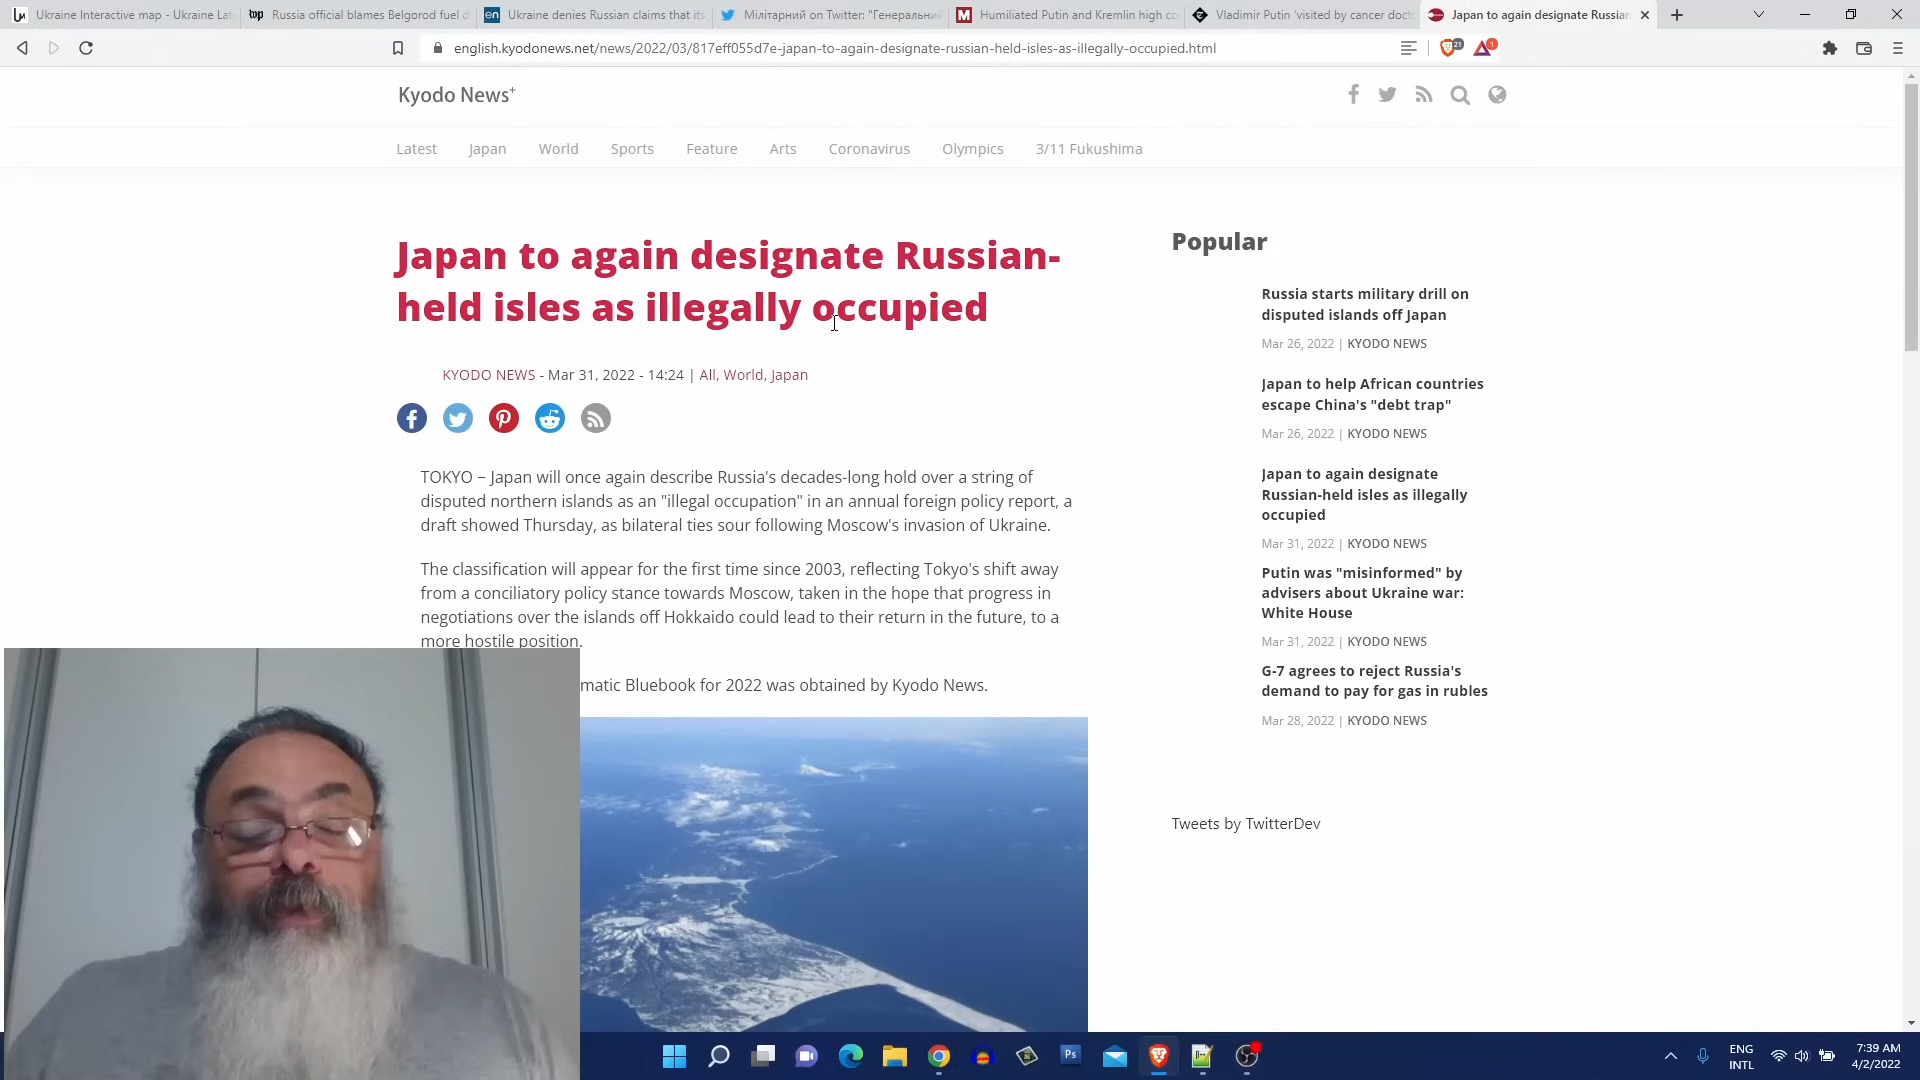 Ukraine Interactive map - Ukraine Lat
Russia official blames Belgorod fuel d
Ukraine denies Russian claims that its
Мілітарний on Twitter: "Генеральний
Humiliated Putin and Kremlin high co
Vladimir Putin 'visited by cancer docto
Japan to again designate Russian
english.kyodonews.net/news/2022/03/817eff055d7e-japan-to-again-designate-russian-held-isles-as-illegally-occupied.html
21
1
Kyodo News+
Latest Japan World Sports Feature Arts Coronavirus Olympics 3/11 Fukushima
Japan to again designate Russian-
held isles as illegally occupied
KYODO NEWS - Mar 31, 2022 - 14:24 | All, World, Japan
TOKYO – Japan will once again describe Russia's decades-long hold over a string of
disputed northern islands as an "illegal occupation" in an annual foreign policy report, a
draft showed Thursday, as bilateral ties sour following Moscow's invasion of Ukraine.
The classification will appear for the first time since 2003, reflecting Tokyo's shift away
from a conciliatory policy stance towards Moscow, taken in the hope that progress in
negotiations over the islands off Hokkaido could lead to their return in the future, to a
more hostile position.
matic Bluebook for 2022 was obtained by Kyodo News.
Popular
Russia starts military drill on
disputed islands off Japan
Mar 26, 2022 | KYODO NEWS
Japan to help African countries
escape China's "debt trap"
Mar 26, 2022 | KYODO NEWS
Japan to again designate
Russian-held isles as illegally
occupied
Mar 31, 2022 | KYODO NEWS
Putin was "misinformed" by
advisers about Ukraine war:
White House
Mar 31, 2022 | KYODO NEWS
G-7 agrees to reject Russia's
demand to pay for gas in rubles
Mar 28, 2022 | KYODO NEWS
Tweets by TwitterDev
Ps
ENG
INTL
7:39 AM
4/2/2022